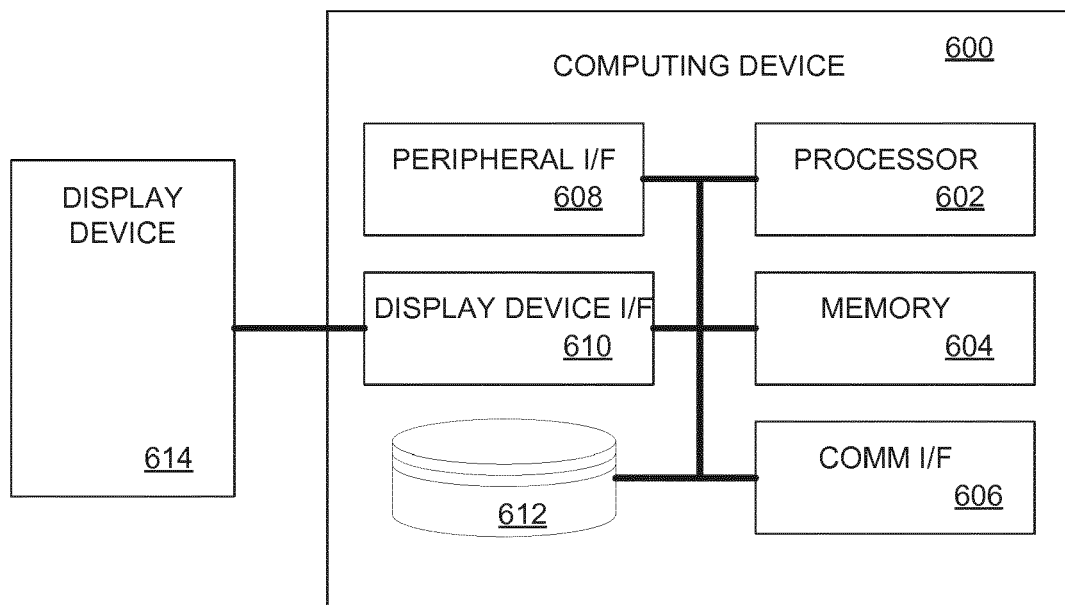 COMPUTING DEVICE
600
PERIPHERAL I/F
608
PROCESSOR
602
DISPLAY
DEVICE
614
DISPLAY DEVICE I/F
610
MEMORY
604
612
COMM I/F
606